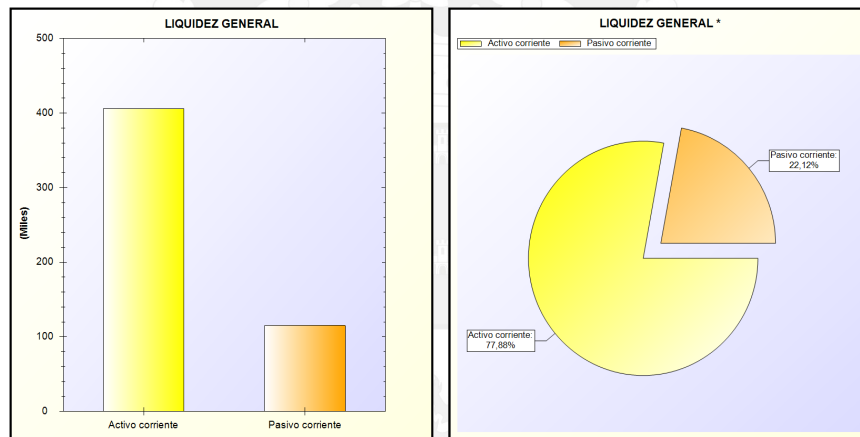 LIQUIDEZ GENERAL
500
400
300
200
100
0
(Miles)
Activo corriente
Pasivo corriente
LIQUIDEZ GENERAL *
Activo corriente
Pasivo corriente
Pasivo corriente:
22,12%
Activo corriente:
77,88%